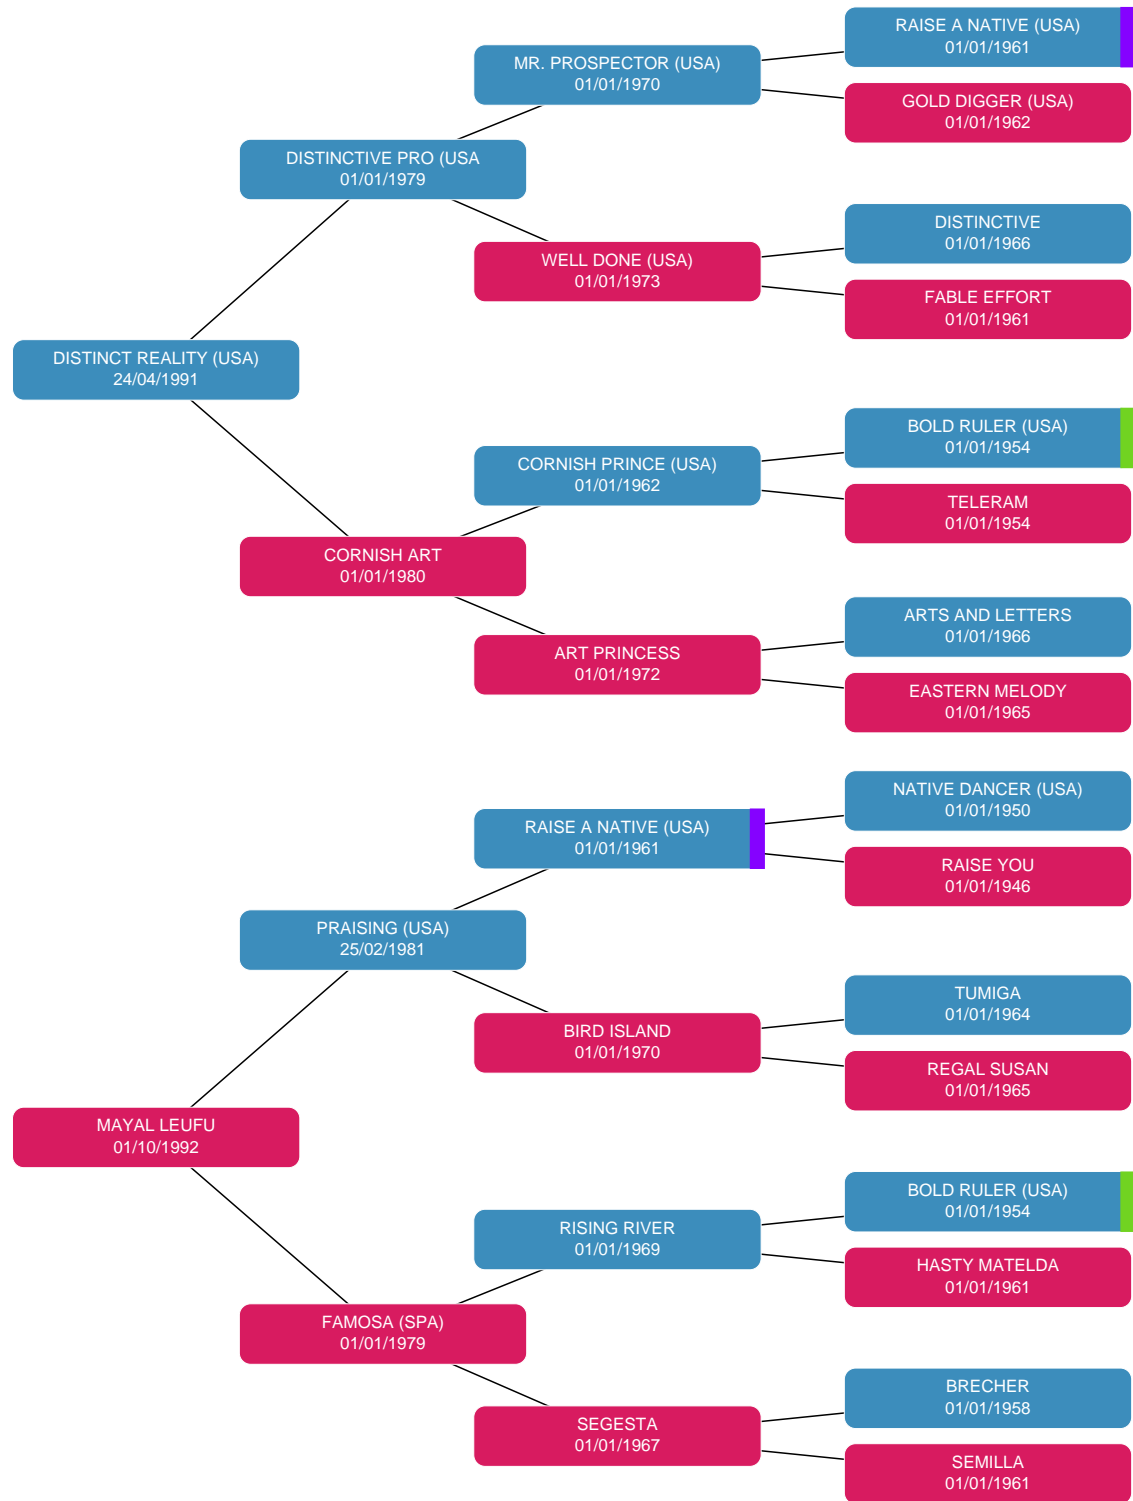 RAISE A NATIVE (USA)
01/01/1961
MR. PROSPECTOR (USA)
01/01/1970
GOLD DIGGER (USA)
01/01/1962
DISTINCTIVE PRO (USA
01/01/1979
DISTINCTIVE
01/01/1966
WELL DONE (USA)
01/01/1973
FABLE EFFORT
01/01/1961
DISTINCT REALITY (USA)
24/04/1991
BOLD RULER (USA)
01/01/1954
CORNISH PRINCE (USA)
01/01/1962
TELERAM
01/01/1954
CORNISH ART
01/01/1980
ARTS AND LETTERS
01/01/1966
ART PRINCESS
01/01/1972
EASTERN MELODY
01/01/1965
NATIVE DANCER (USA)
01/01/1950
RAISE A NATIVE (USA)
01/01/1961
RAISE YOU
01/01/1946
PRAISING (USA)
25/02/1981
TUMIGA
01/01/1964
BIRD ISLAND
01/01/1970
REGAL SUSAN
01/01/1965
MAYAL LEUFU
01/10/1992
BOLD RULER (USA)
01/01/1954
RISING RIVER
01/01/1969
HASTY MATELDA
01/01/1961
FAMOSA (SPA)
01/01/1979
BRECHER
01/01/1958
SEGESTA
01/01/1967
SEMILLA
01/01/1961